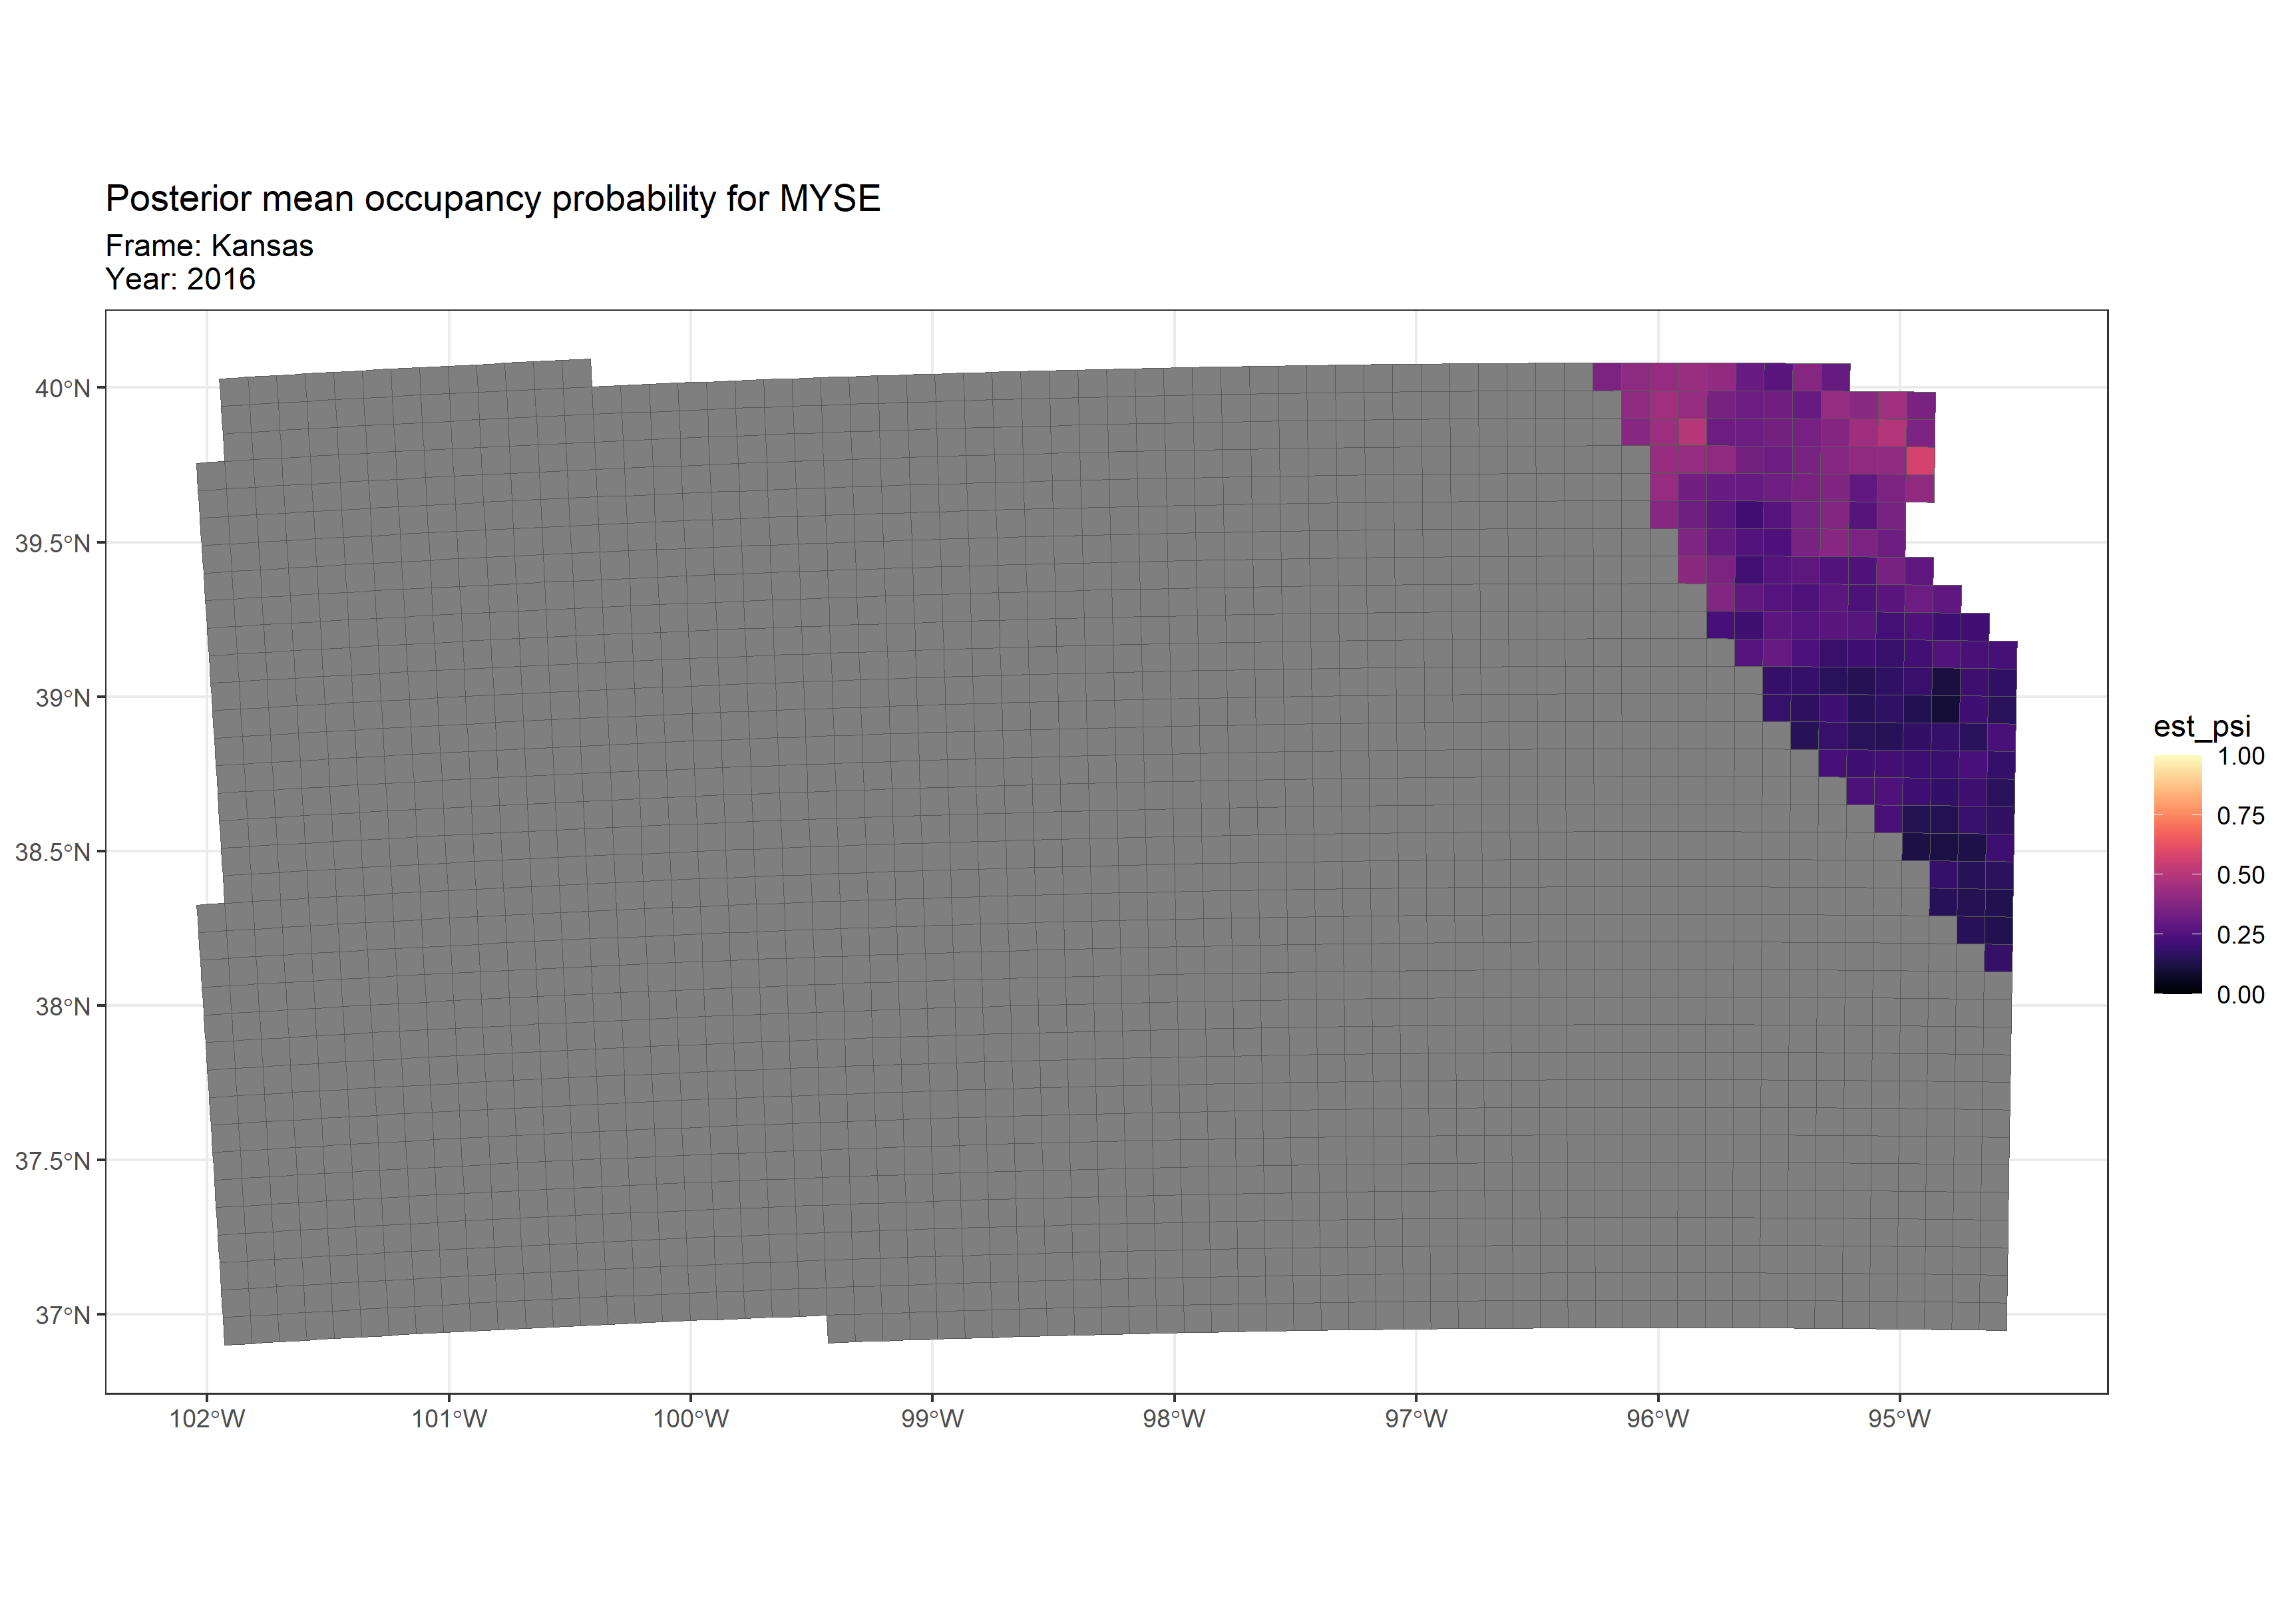 Posterior mean occupancy probability for MYSE
Frame: Kansas
Year: 2016
40°N
39.5°N
39°N
38.5°N
38°N
37.5°N
37°N
102°W
101°W
100°W
99°W
98°W
97°W
96°W
95°W
est_psi
1.00
0.75
0.50
0.25
0.00